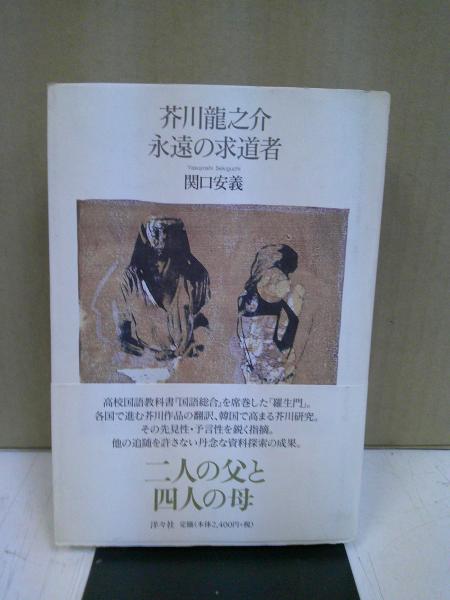 芥川龍之介
永遠の求道者
Yasuyoshi Sekiguchi
関口安義
高校国語教科書『国語総合』を席巻した「羅生門」。
各国で進む芥川作品の翻訳、韓国で高まる芥川研究。
その先見性・予言性を鋭く指摘。
他の追随を許さない丹念な資料探索の成果。
二人の父と
四人の母
洋々社 定価(本体2,400円+税)